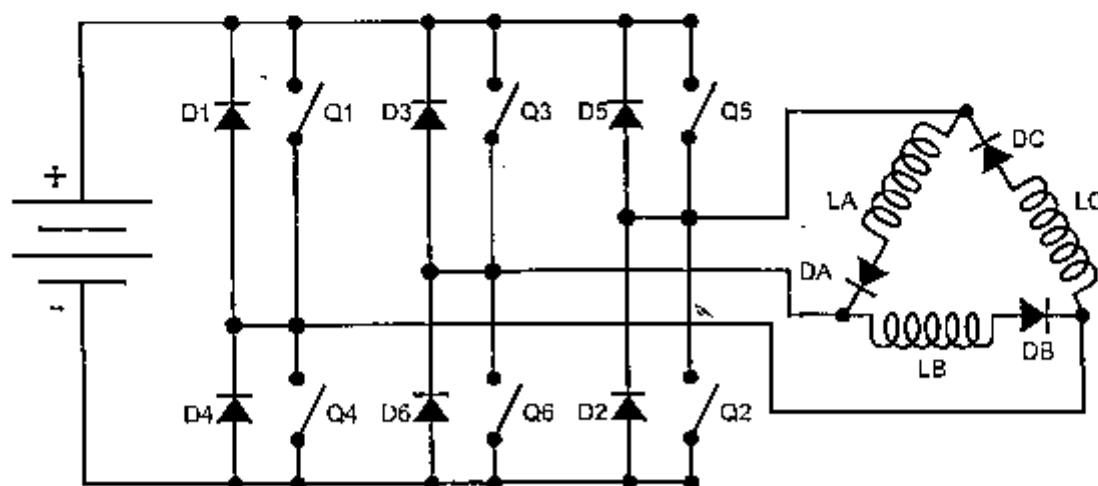 D1 Q1 D3 Q3 D5 Q5 DC
+ LA LC
DA
- DB
LB
D4 Q4 D6 Q6 D2 Q2